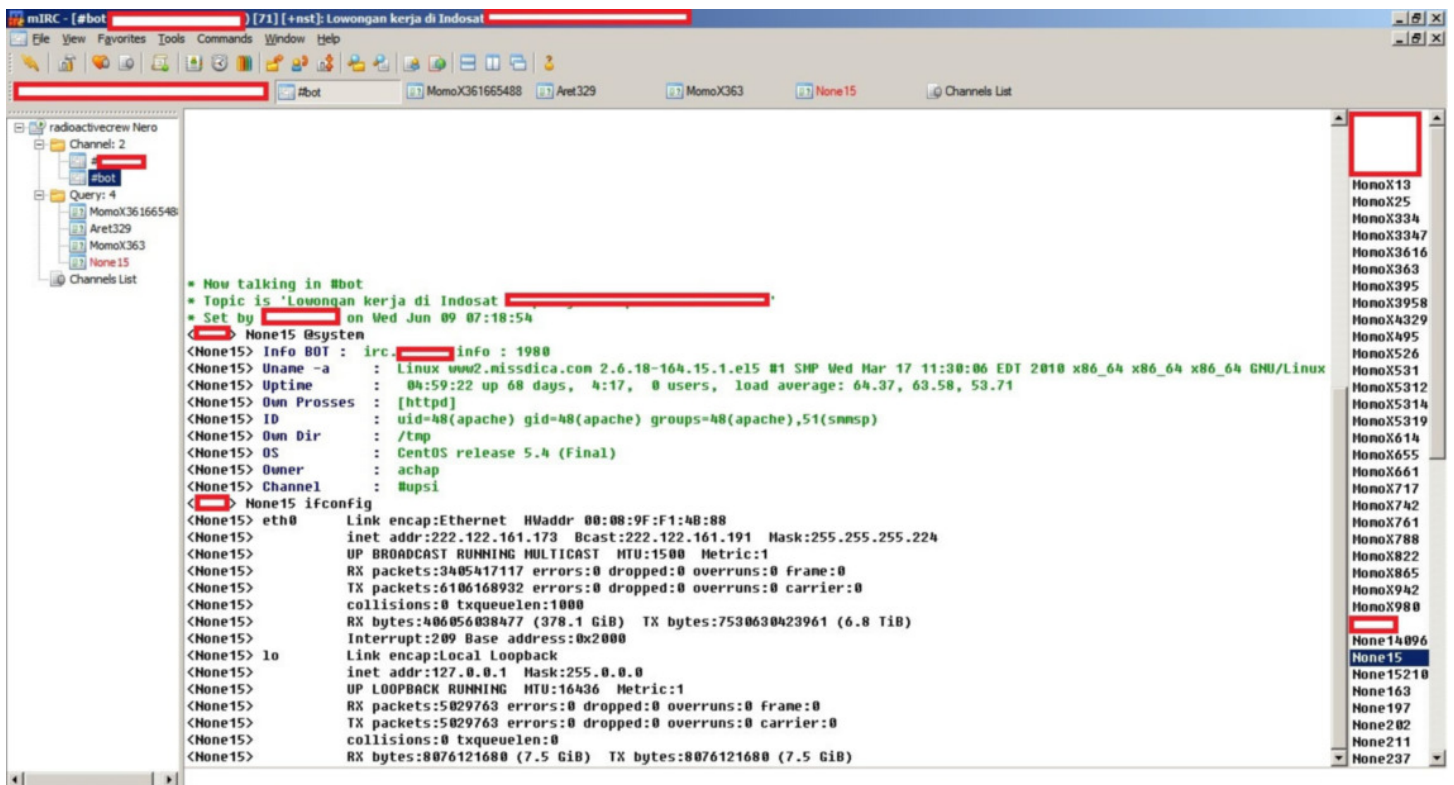 mIRC - [#bot ) [71] [+nst]: Lowongan kerja di Indosat
File View Favorites Tools Commands Window Help
#bot MomoX361665488 Aret329 MomoX363 None15 Channels List
radioactivecrew Nero
Channel: 2
#
#bot
Query: 4
MomoX36166548
Aret329
MomoX363
None15
Channels List
* Now talking in #bot
* Topic is 'Lowongan kerja di Indosat '
* Set by on Wed Jun 09 07:18:54
< > None15 @system
<None15> Info BOT : irc. info : 1980
<None15> Uname -a : Linux www2.missdica.com 2.6.18-164.15.1.el5 #1 SMP Wed Mar 17 11:30:06 EDT 2010 x86_64 x86_64 x86_64 GNU/Linux
<None15> Uptime : 04:59:22 up 68 days, 4:17, 0 users, load average: 64.37, 63.58, 53.71
<None15> Own Prosses : [httpd]
<None15> ID : uid=48(apache) gid=48(apache) groups=48(apache),51(smmsp)
<None15> Own Dir : /tmp
<None15> OS : CentOS release 5.4 (Final)
<None15> Owner : achap
<None15> Channel : #upsi
< > None15 ifconfig
<None15> eth0 Link encap:Ethernet HWaddr 00:08:9F:F1:4B:88
<None15> inet addr:222.122.161.173 Bcast:222.122.161.191 Mask:255.255.255.224
<None15> UP BROADCAST RUNNING MULTICAST MTU:1500 Metric:1
<None15> RX packets:3405417117 errors:0 dropped:0 overruns:0 frame:0
<None15> TX packets:6106168932 errors:0 dropped:0 overruns:0 carrier:0
<None15> collisions:0 txqueuelen:1000
<None15> RX bytes:406056038477 (378.1 GiB) TX bytes:7530630423961 (6.8 TiB)
<None15> Interrupt:209 Base address:0x2000
<None15> lo Link encap:Local Loopback
<None15> inet addr:127.0.0.1 Mask:255.0.0.0
<None15> UP LOOPBACK RUNNING MTU:16436 Metric:1
<None15> RX packets:5029763 errors:0 dropped:0 overruns:0 frame:0
<None15> TX packets:5029763 errors:0 dropped:0 overruns:0 carrier:0
<None15> collisions:0 txqueuelen:0
<None15> RX bytes:8076121680 (7.5 GiB) TX bytes:8076121680 (7.5 GiB)
MomoX13
MomoX25
MomoX334
MomoX3347
MomoX3616
MomoX363
MomoX395
MomoX3958
MomoX4329
MomoX495
MomoX526
MomoX531
MomoX5312
MomoX5314
MomoX5319
MomoX614
MomoX655
MomoX661
MomoX717
MomoX742
MomoX761
MomoX788
MomoX822
MomoX865
MomoX942
MomoX980
None14096
None15
None15210
None163
None197
None202
None211
None237